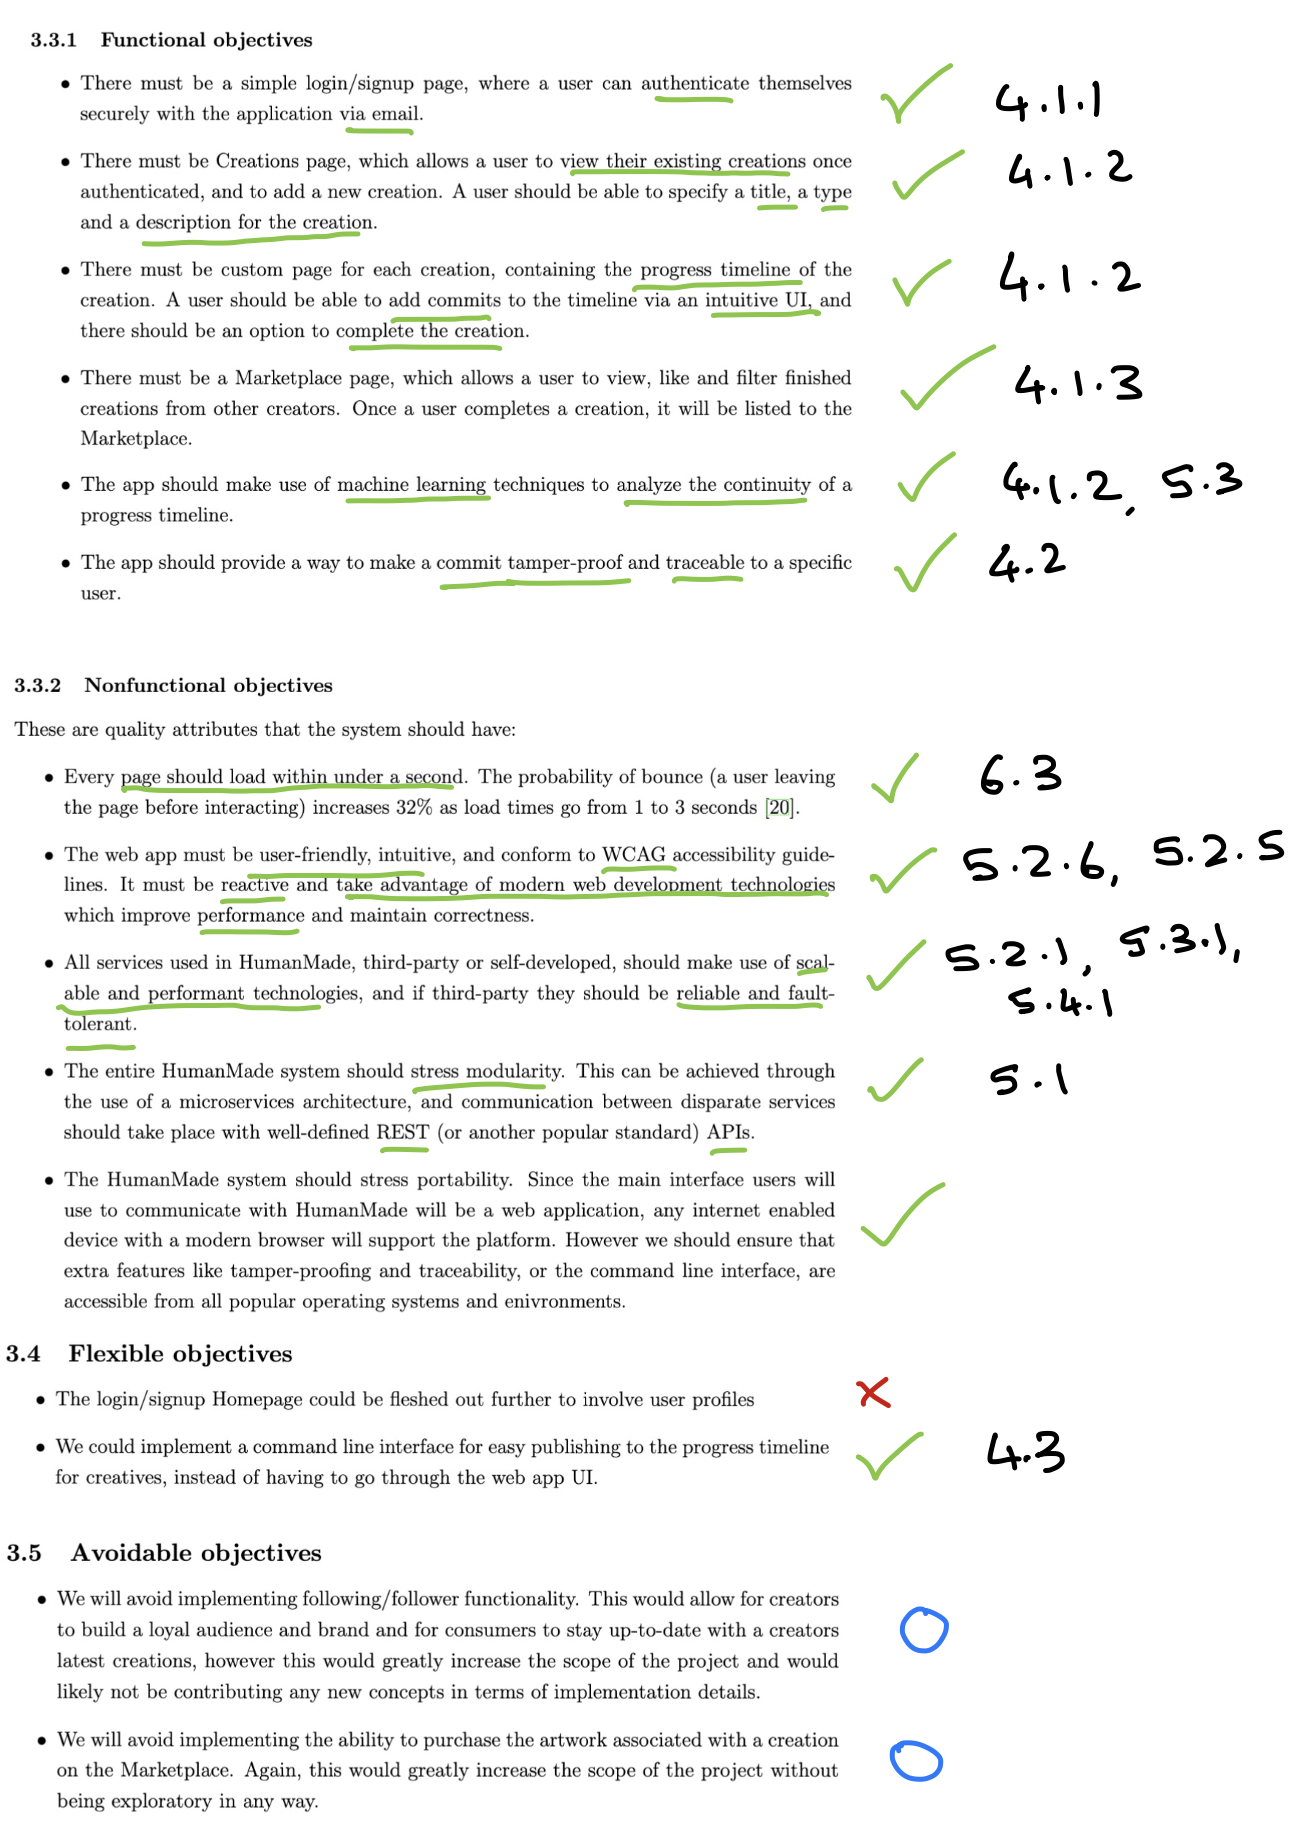 3.3.1 Functional objectives
• There must be a simple login/signup page, where a user can authenticate themselves
securely with the application via email.
4.1.1
• There must be Creations page, which allows a user to view their existing creations once
authenticated, and to add a new creation. A user should be able to specify a title, a type
and a description for the creation.
4.1.2
• There must be custom page for each creation, containing the progress timeline of the
creation. A user should be able to add commits to the timeline via an intuitive UI, and
there should be an option to complete the creation.
4.1.2
• There must be a Marketplace page, which allows a user to view, like and filter finished
creations from other creators. Once a user completes a creation, it will be listed to the
Marketplace.
4.1.3
• The app should make use of machine learning techniques to analyze the continuity of a
progress timeline.
4.1.2, 5.3
• The app should provide a way to make a commit tamper-proof and traceable to a specific
user.
4.2
3.3.2 Nonfunctional objectives
These are quality attributes that the system should have:
• Every page should load within under a second. The probability of bounce (a user leaving
the page before interacting) increases 32% as load times go from 1 to 3 seconds [20].
6.3
• The web app must be user-friendly, intuitive, and conform to WCAG accessibility guide-
lines. It must be reactive and take advantage of modern web development technologies
which improve performance and maintain correctness.
5.2.6, 5.2.5
• All services used in HumanMade, third-party or self-developed, should make use of scal-
able and performant technologies, and if third-party they should be reliable and fault-
tolerant.
5.2.1, 5.3.1,
5.4.1
• The entire HumanMade system should stress modularity. This can be achieved through
the use of a microservices architecture, and communication between disparate services
should take place with well-defined REST (or another popular standard) APIs.
5.1
• The HumanMade system should stress portability. Since the main interface users will
use to communicate with HumanMade will be a web application, any internet enabled
device with a modern browser will support the platform. However we should ensure that
extra features like tamper-proofing and traceability, or the command line interface, are
accessible from all popular operating systems and enivronments.
3.4 Flexible objectives
• The login/signup Homepage could be fleshed out further to involve user profiles
• We could implement a command line interface for easy publishing to the progress timeline
for creatives, instead of having to go through the web app UI.
4.3
3.5 Avoidable objectives
• We will avoid implementing following/follower functionality. This would allow for creators
to build a loyal audience and brand and for consumers to stay up-to-date with a creators
latest creations, however this would greatly increase the scope of the project and would
likely not be contributing any new concepts in terms of implementation details.
• We will avoid implementing the ability to purchase the artwork associated with a creation
on the Marketplace. Again, this would greatly increase the scope of the project without
being exploratory in any way.